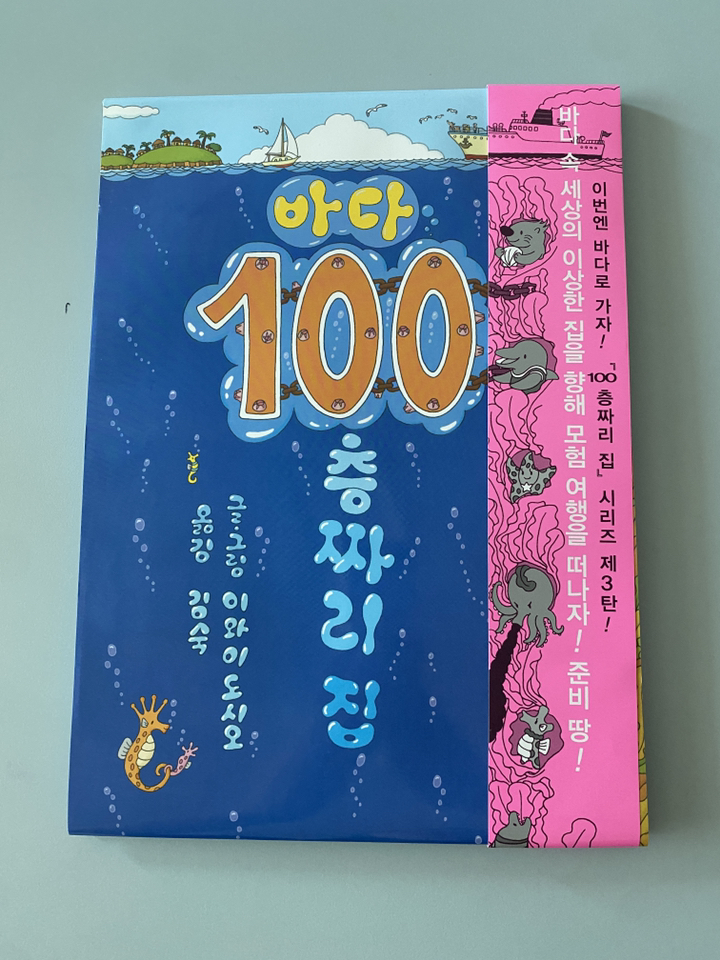 바다
100
층짜리 집
글·그림 이와이 도시오
옮김 김숙
이번엔 바다로 가자! 『100층짜리 집』 시리즈 제3탄!
바다 속 세상의 이상한 집을 향해 모험 여행을 떠나자! 준비 땅!